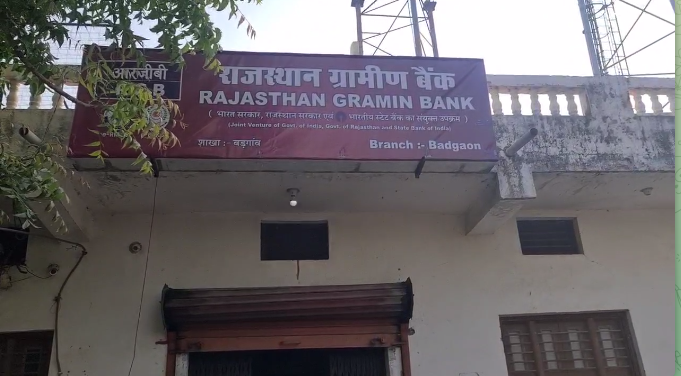 आरजीबी
राजस्थान ग्रामीण बैंक
RAJASTHAN GRAMIN BANK
( भारत सरकार, राजस्थान सरकार एवं भारतीय स्टेट बैंक का संयुक्त उपक्रम )
(Joint Venture of Govt. of India, Govt. of Rajasthan and State Bank of India)
शाखा :- बड़गांव
Branch :- Badgaon